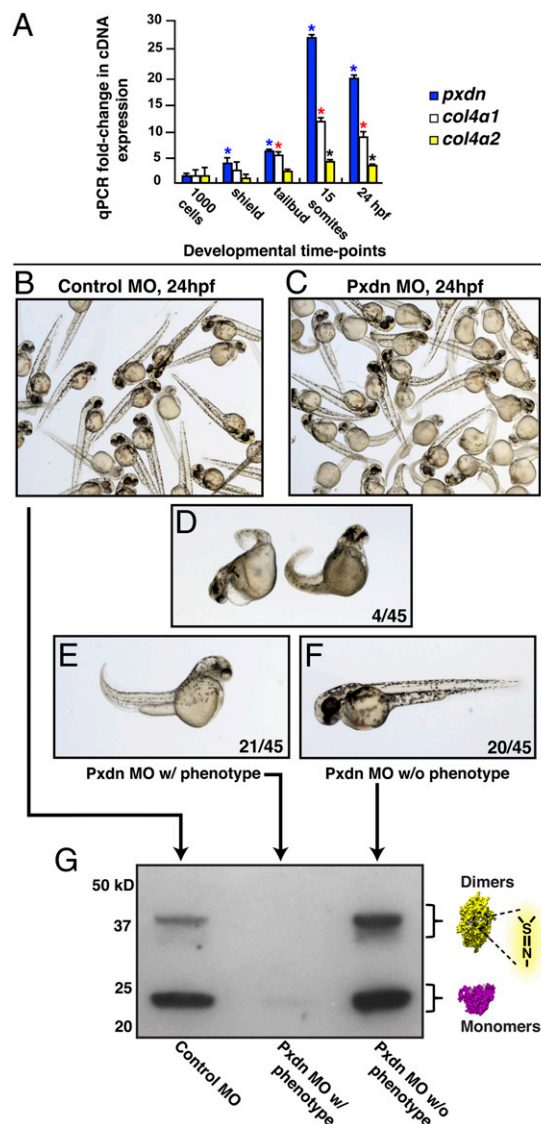 A
qPCR fold-change in cDNA
expression
30
25
20
15
10
5
0
pxdn
col4α1
col4α2
*
*
*
*
*
*
*
*
1000
cells
shield
tailbud
15
somites
24 hpf
Developmental time-points
B
Control MO, 24hpf
C
Pxdn MO, 24hpf
D
4/45
E
21/45
F
20/45
Pxdn MO w/ phenotype
Pxdn MO w/o phenotype
G
50 kD
37
25
20
Dimers
S
N
Monomers
Control MO
Pxdn MO w/
phenotype
Pxdn MO w/o
phenotype